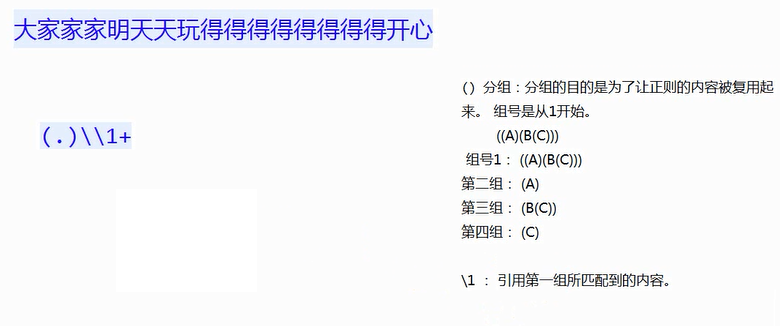 大家家家明天天玩得得得得得得得得开心
(.)\\1+
() 分组：分组的目的是为了让正则的内容被复用起
来。 组号是从1开始。
((A)(B(C)))
组号1： ((A)(B(C)))
第二组： (A)
第三组： (B(C))
第四组： (C)
\1 ： 引用第一组所匹配到的内容。